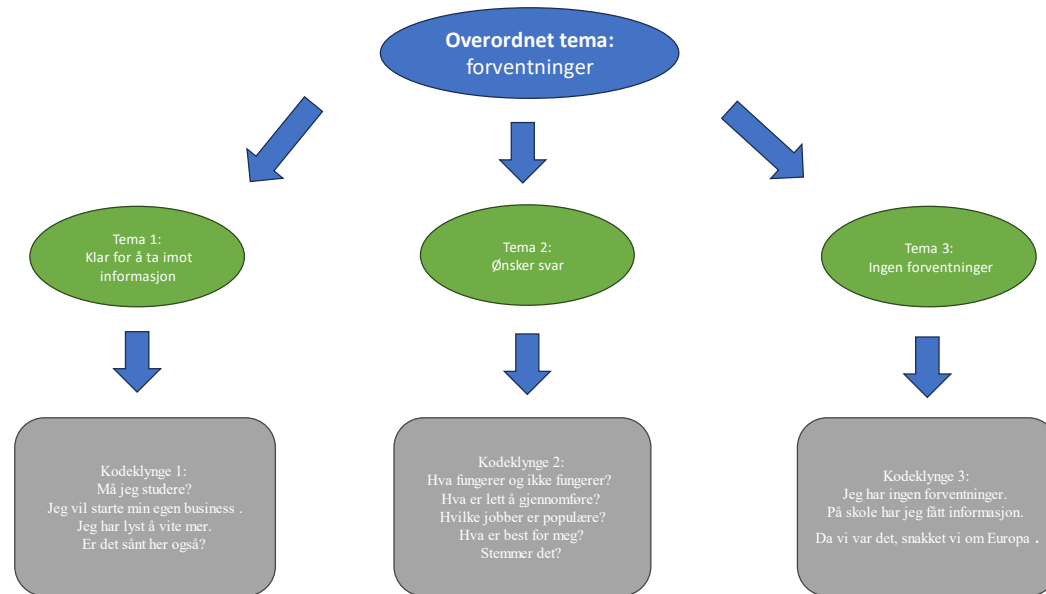 Overordnet tema:
forventninger
Tema 1:
Klar for å ta imot
informasjon
Tema 2:
Ønsker svar
Tema 3:
Ingen forventninger
Kodeklynge 1:
Må jeg studere?
Jeg vil starte min egen business .
Jeg har lyst å vite mer.
Er det sånt her også?
Kodeklynge 2:
Hva fungerer og ikke fungerer?
Hva er lett å gjennomføre?
Hvilke jobber er populære?
Hva er best for meg?
Stemmer det?
Kodeklynge 3:
Jeg har ingen forventninger.
På skole har jeg fått informasjon.
Da vi var det, snakket vi om Europa .